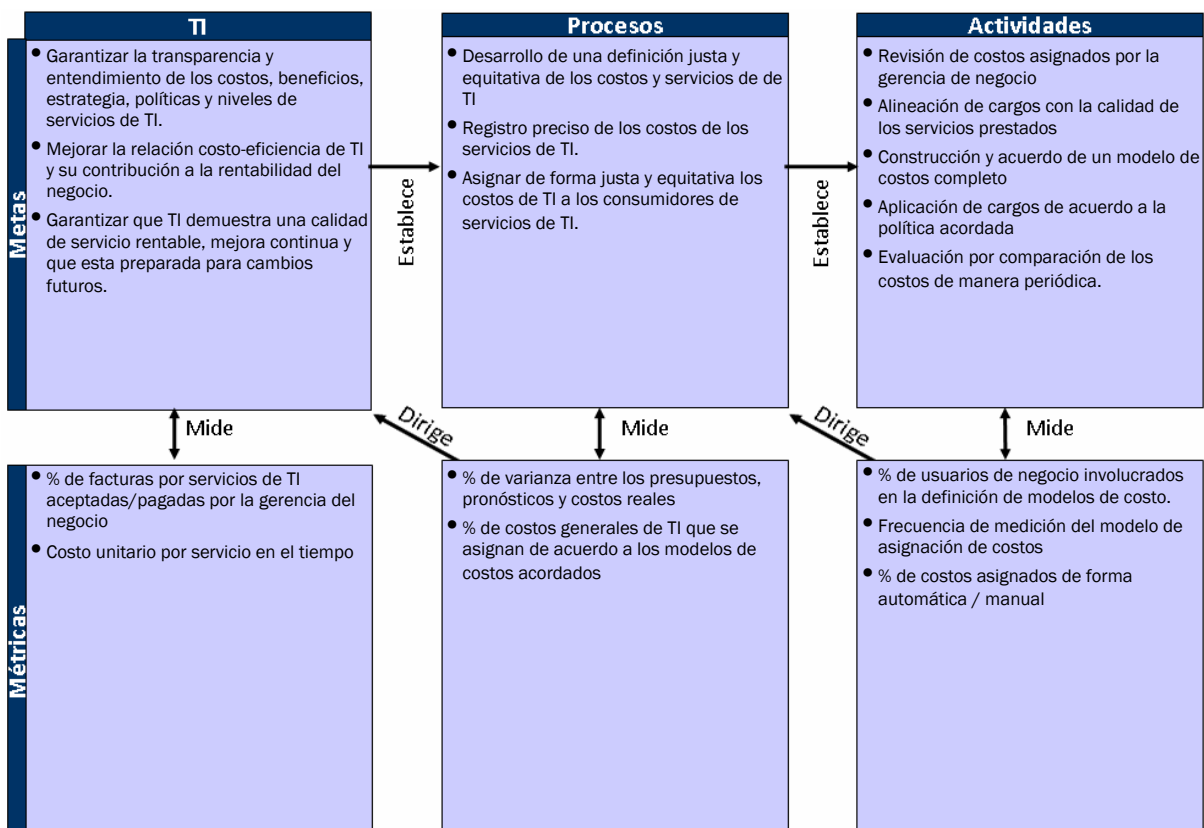 TI
Metas
• Garantizar la transparencia y
entendimiento de los costos, beneficios,
estrategia, políticas y niveles de
servicios de TI.
• Mejorar la relación costo-eficiencia de TI
y su contribución a la rentabilidad del
negocio.
• Garantizar que TI demuestra una calidad
de servicio rentable, mejora continua y
que esta preparada para cambios
futuros.
Establece
Procesos
• Desarrollo de una definición justa y
equitativa de los costos y servicios de de
TI
• Registro preciso de los costos de los
servicios de TI.
• Asignar de forma justa y equitativa los
costos de TI a los consumidores de
servicios de TI.
Establece
Actividades
• Revisión de costos asignados por la
gerencia de negocio
• Alineación de cargos con la calidad de
los servicios prestados
• Construcción y acuerdo de un modelo de
costos completo
• Aplicación de cargos de acuerdo a la
política acordada
• Evaluación por comparación de los
costos de manera periódica.
Mide
Dirige
Mide
Dirige
Mide
Métricas
• % de facturas por servicios de TI
aceptadas/pagadas por la gerencia del
negocio
• Costo unitario por servicio en el tiempo
• % de varianza entre los presupuestos,
pronósticos y costos reales
• % de costos generales de TI que se
asignan de acuerdo a los modelos de
costos acordados
• % de usuarios de negocio involucrados
en la definición de modelos de costo.
• Frecuencia de medición del modelo de
asignación de costos
• % de costos asignados de forma
automática / manual